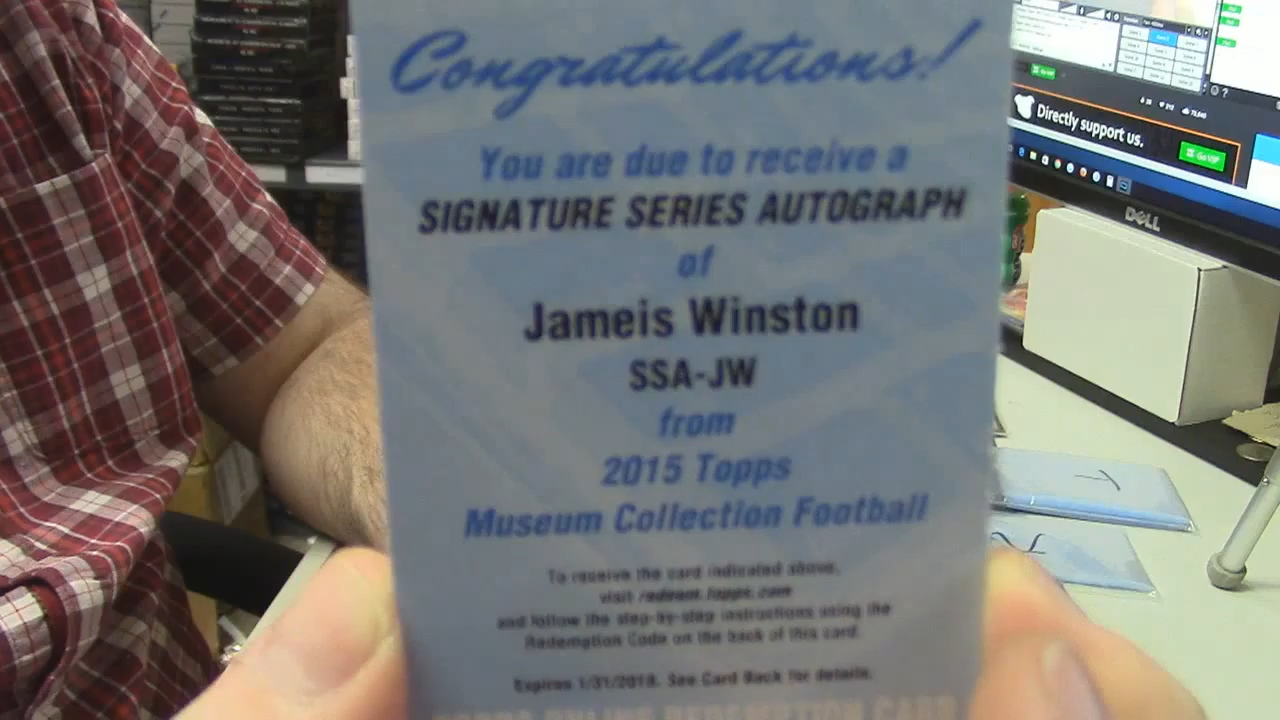 Congratulations!
You are due to receive a
SIGNATURE SERIES AUTOGRAPH
of
Jameis Winston
SSA-JW
from
2015 Topps
Museum Collection Football
To receive the card indicated above,
visit redeem.topps.com
and follow the step-by-step instructions using the
Redemption Code on the back of this card.
Expires 1/31/2018. See Card Back for details.
Directly support us.
Go VIP
DELL